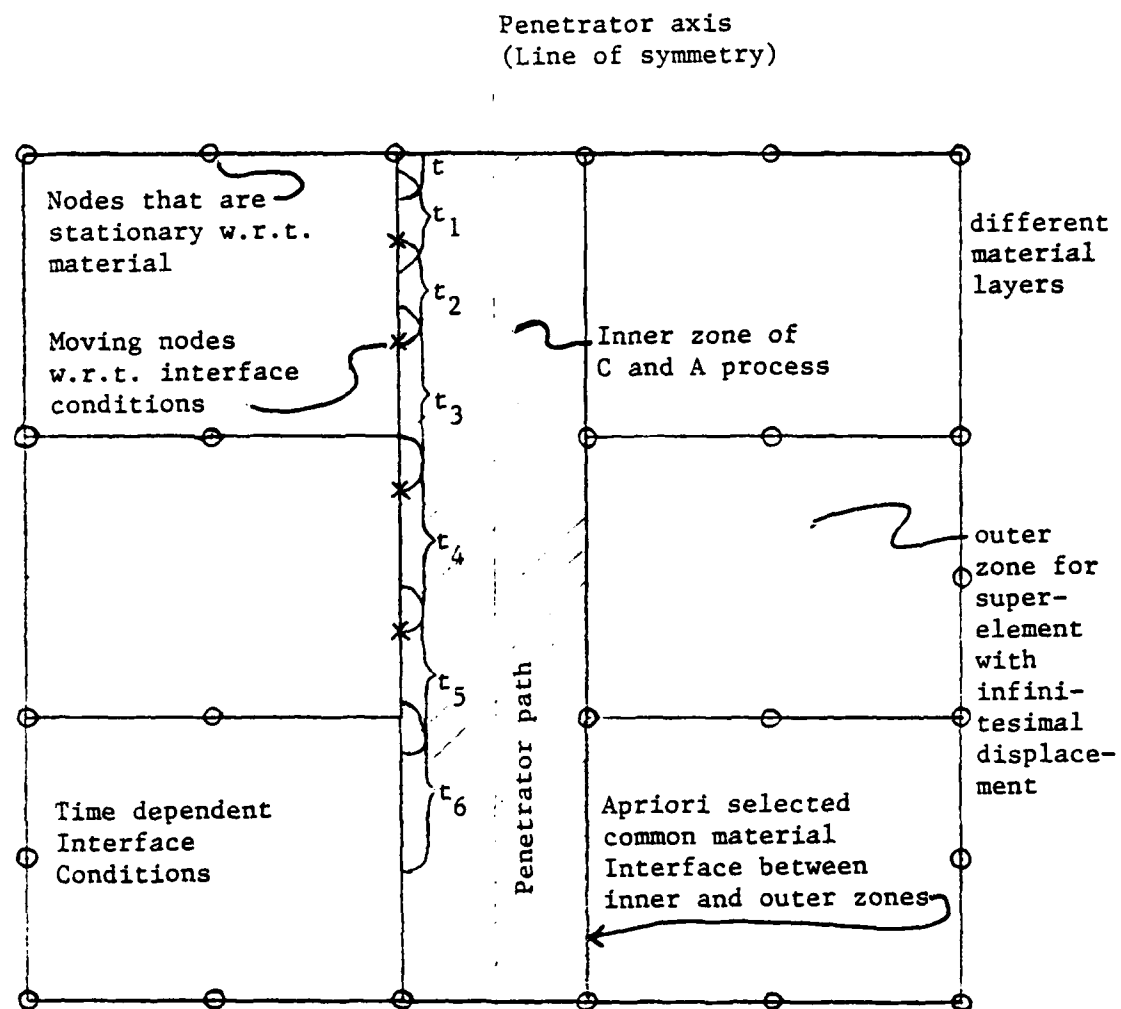 Penetrator axis
(Line of symmetry)
t
t1
t2
t3
t4
t5
t6
Nodes that are
stationary w.r.t.
material
Moving nodes
w.r.t. interface
conditions
Time dependent
Interface
Conditions
Penetrator path
Inner zone of
C and A process
Apriori selected
common material
Interface between
inner and outer zones
different
material
layers
outer
zone for
super-
element
with
infini-
tesimal
displace-
ment